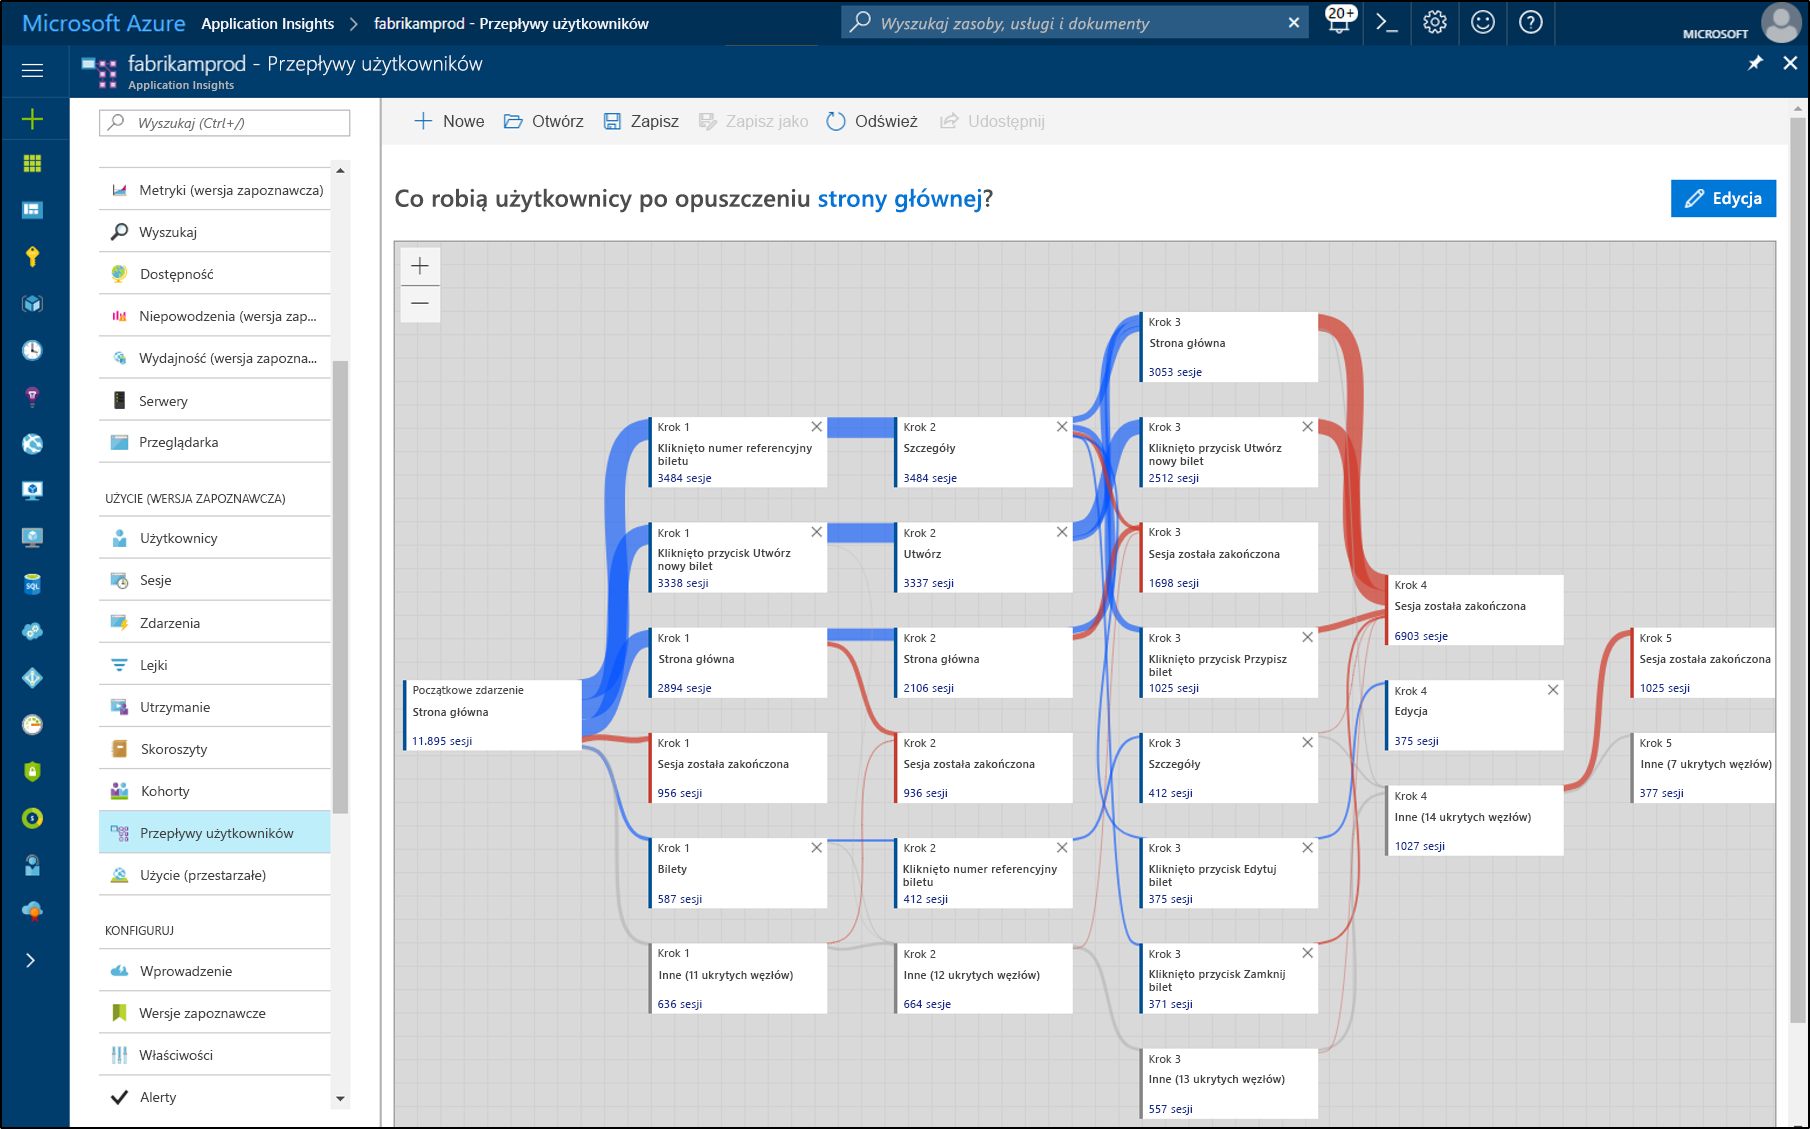 Microsoft Azure Application Insights > fabrikamprod - Przepływy użytkowników
Wyszukaj zasoby, usługi i dokumenty
20+
MICROSOFT
fabrikamprod - Przepływy użytkowników
Application Insights
Wyszukaj (Ctrl+/)
Metryki (wersja zapoznawcza)
Wyszukaj
Dostępność
Niepowodzenia (wersja zap...
Wydajność (wersja zapozna...
Serwery
Przeglądarka
UŻYCIE (WERSJA ZAPOZNAWCZA)
Użytkownicy
Sesje
Zdarzenia
Lejki
Utrzymanie
Skoroszyty
Kohorty
Przepływy użytkowników
Użycie (przestarzałe)
KONFIGURUJ
Wprowadzenie
Wersje zapoznawcze
Właściwości
Alerty
SQL
Nowe
Otwórz
Zapisz
Zapisz jako
Odśwież
Udostępnij
Co robią użytkownicy po opuszczeniu strony głównej?
Edycja
Początkowe zdarzenie
Strona główna
11.895 sesji
Krok 1
Kliknięto numer referencyjny
biletu
3484 sesje
Krok 1
Kliknięto przycisk Utwórz
nowy bilet
3338 sesji
Krok 1
Strona główna
2894 sesje
Krok 1
Sesja została zakończona
956 sesji
Krok 1
Bilety
587 sesji
Krok 1
Inne (11 ukrytych węzłów)
636 sesji
Krok 2
Szczegóły
3484 sesje
Krok 2
Utwórz
3337 sesji
Krok 2
Strona główna
2106 sesji
Krok 2
Sesja została zakończona
936 sesji
Krok 2
Kliknięto numer referencyjny
biletu
412 sesji
Krok 2
Inne (12 ukrytych węzłów)
664 sesje
Krok 3
Strona główna
3053 sesje
Krok 3
Kliknięto przycisk Utwórz
nowy bilet
2512 sesji
Krok 3
Sesja została zakończona
1698 sesji
Krok 3
Kliknięto przycisk Przypisz
bilet
1025 sesji
Krok 3
Szczegóły
412 sesji
Krok 3
Kliknięto przycisk Edytuj
bilet
375 sesji
Krok 3
Kliknięto przycisk Zamknij
bilet
371 sesji
Krok 3
Inne (13 ukrytych węzłów)
557 sesji
Krok 4
Sesja została zakończona
6903 sesje
Krok 4
Edycja
375 sesji
Krok 4
Inne (14 ukrytych węzłów)
1027 sesji
Krok 5
Sesja została zakończona
1025 sesji
Krok 5
Inne (7 ukrytych węzłów)
377 sesji